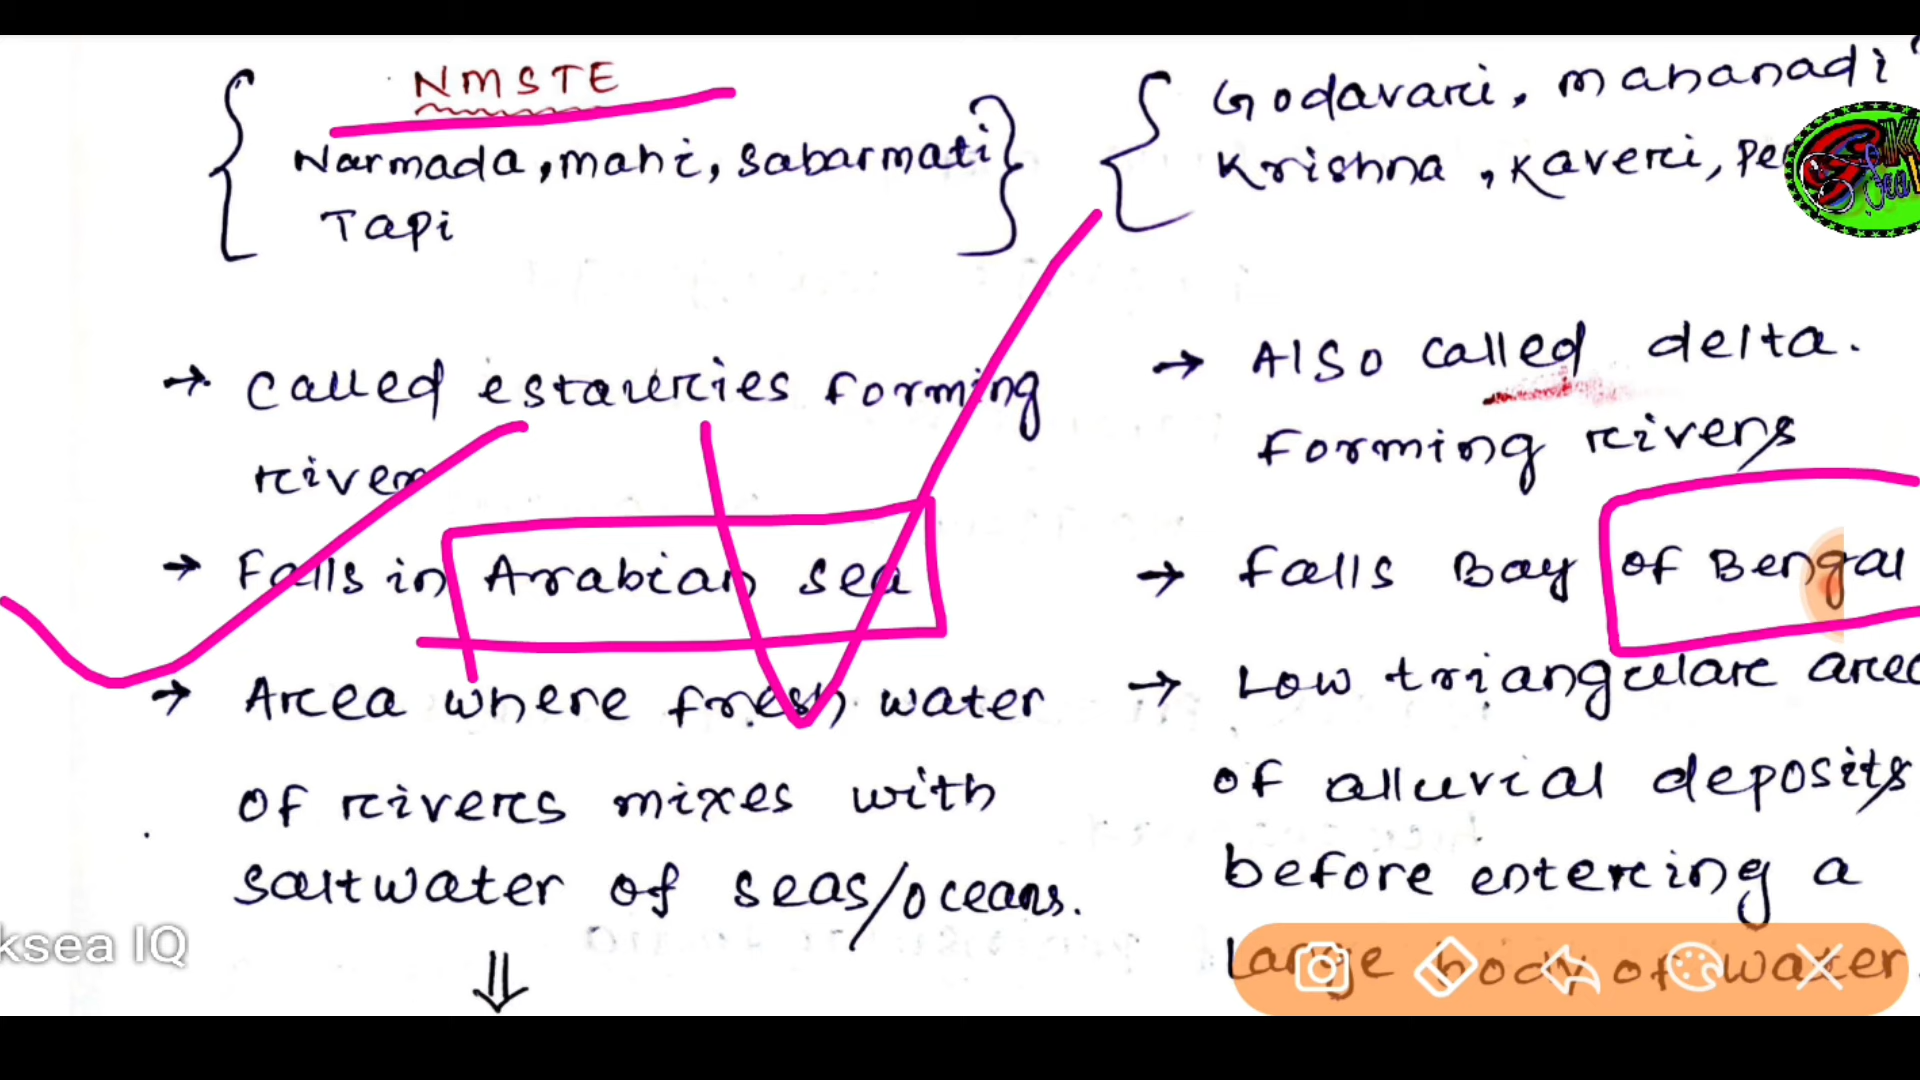 NMSTE
Narmada, mahi, Sabarmati
Tapi
Called estauries forming
river
Falls in Arabian sea
Area where fresh water
of rivers mixes with
saltwater of seas/oceans.
Godavari, mahanadi
Krishna, Kaveri,
Also called delta.
forming rivers
falls Bay of Bengal
Low triangular area
of alluvial deposits
before entering a
large body of water
ksea IQ